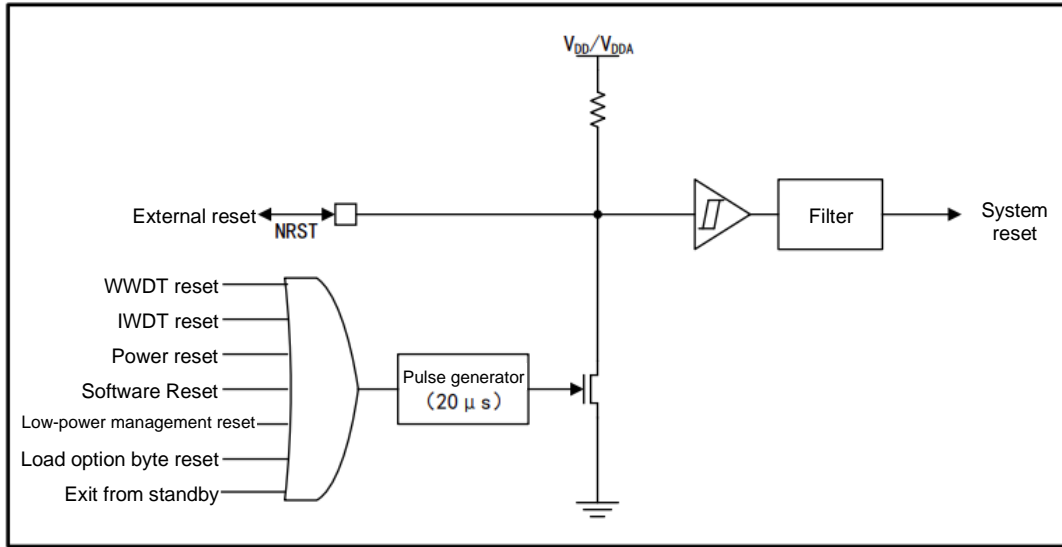 VDD/VDDA
External reset
NRST
Filter
System
reset
WWDT reset
IWDT reset
Power reset
Software Reset
Low-power management reset
Load option byte reset
Exit from standby
Pulse generator
(20 μs)